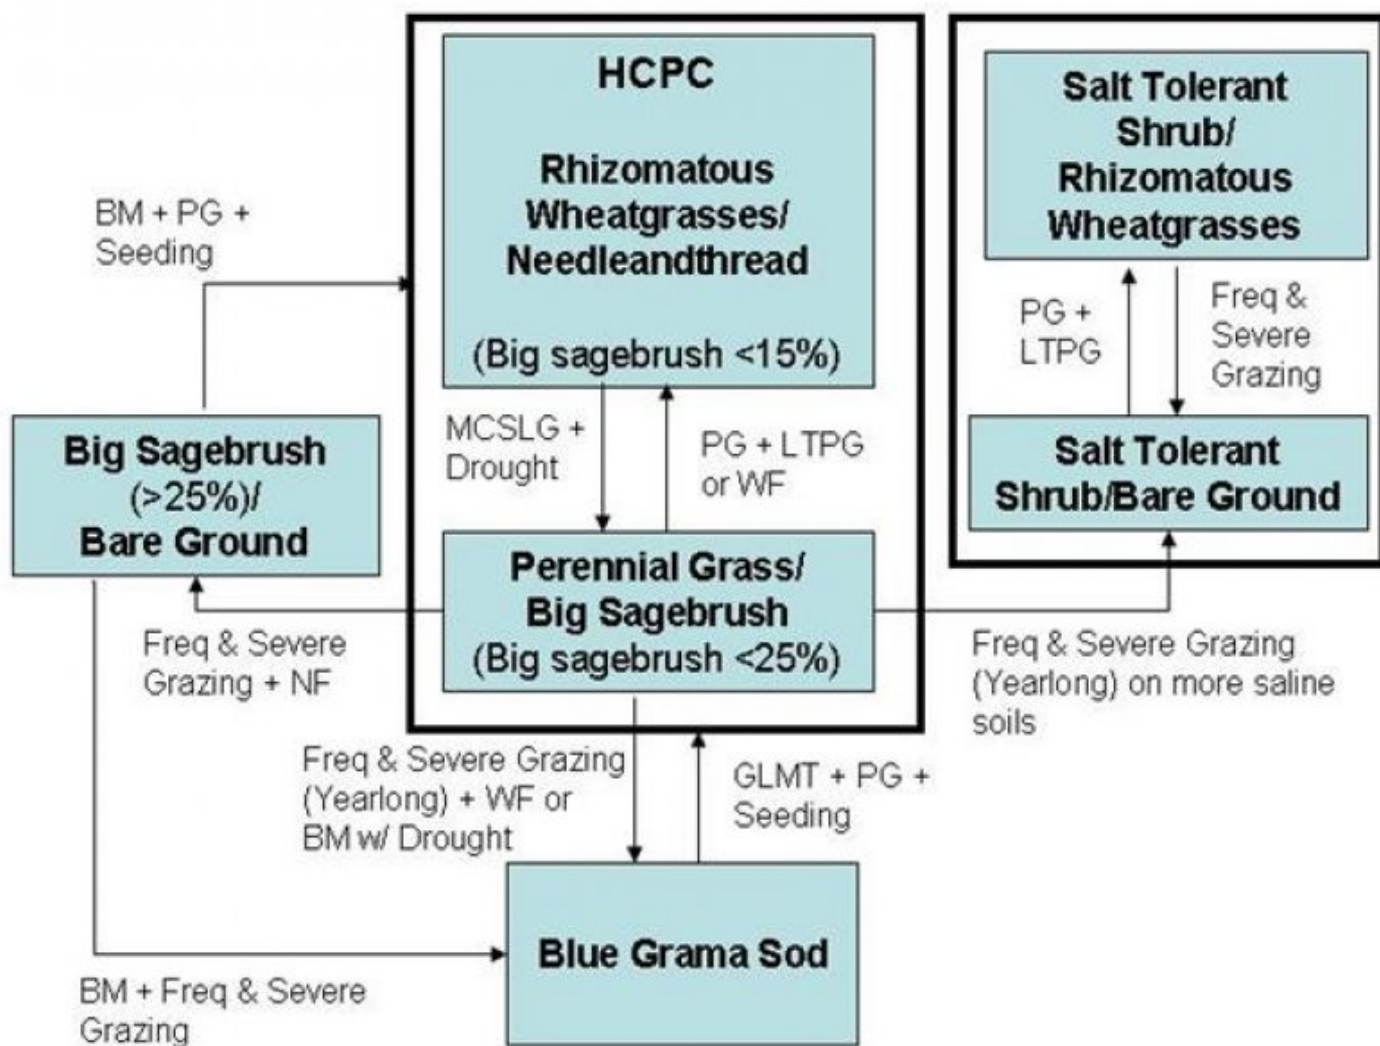 HCPC
Rhizomatous
Wheatgrasses/
Needleandthread
(Big sagebrush <15%)
Salt Tolerant
Shrub/
Rhizomatous
Wheatgrasses
BM + PG +
Seeding
PG +
LTPG
Freq &
Severe
Grazing
MCSLG +
Drought
PG + LTPG
or WF
Big Sagebrush
(>25%)/
Bare Ground
Salt Tolerant
Shrub/Bare Ground
Perennial Grass/
Big Sagebrush
(Big sagebrush <25%)
Freq & Severe
Grazing + NF
Freq & Severe Grazing
(Yearlong) on more saline
soils
Freq & Severe Grazing
(Yearlong) + WF or
BM w/ Drought
GLMT + PG +
Seeding
Blue Grama Sod
BM + Freq & Severe
Grazing